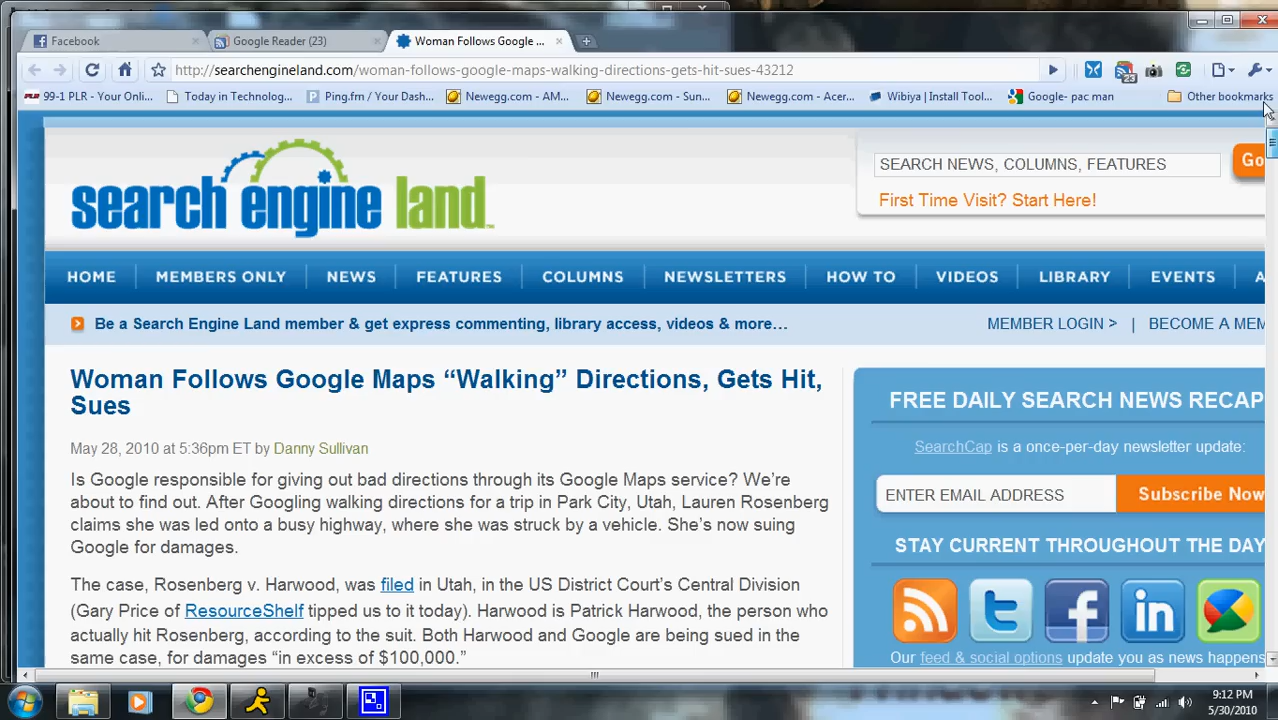 Facebook
Google Reader (23)
Woman Follows Google ...
http://searchengineland.com/woman-follows-google-maps-walking-directions-gets-hit-sues-43212
23
99-1 PLR - Your Onli...
Today in Technolog...
Ping.fm / Your Dash...
Newegg.com - AM...
Newegg.com - Sun...
Newegg.com - Acer...
Wibiya | Install Tool...
Google- pac man
Other bookmarks
search engine land
SEARCH NEWS, COLUMNS, FEATURES
Go
First Time Visit? Start Here!
HOME MEMBERS ONLY NEWS FEATURES COLUMNS NEWSLETTERS HOW TO VIDEOS LIBRARY EVENTS A
Be a Search Engine Land member & get express commenting, library access, videos & more…
MEMBER LOGIN > | BECOME A MEM
Woman Follows Google Maps “Walking” Directions, Gets Hit,
Sues
May 28, 2010 at 5:36pm ET by Danny Sullivan
Is Google responsible for giving out bad directions through its Google Maps service? We’re
about to find out. After Googling walking directions for a trip in Park City, Utah, Lauren Rosenberg
claims she was led onto a busy highway, where she was struck by a vehicle. She’s now suing
Google for damages.
The case, Rosenberg v. Harwood, was filed in Utah, in the US District Court’s Central Division
(Gary Price of ResourceShelf tipped us to it today). Harwood is Patrick Harwood, the person who
actually hit Rosenberg, according to the suit. Both Harwood and Google are being sued in the
same case, for damages “in excess of $100,000.”
FREE DAILY SEARCH NEWS RECAP
SearchCap is a once-per-day newsletter update:
ENTER EMAIL ADDRESS
Subscribe Now
STAY CURRENT THROUGHOUT THE DAY
Our feed & social options update you as news happens
9:12 PM
5/30/2010